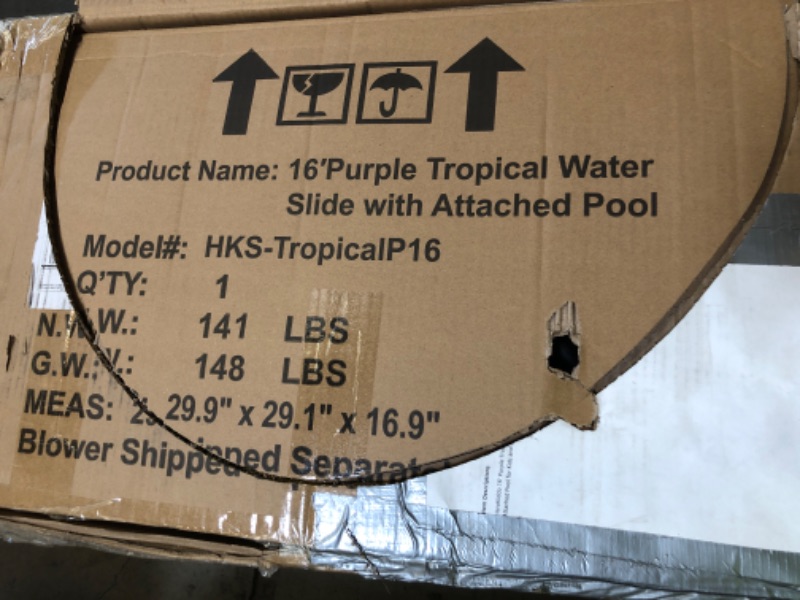 Product Name: 16'Purple Tropical Water
Slide with Attached Pool
Model#: HKS-TropicalP16
Q'TY: 1
N.W.: 141 LBS
G.W.: 148 LBS
MEAS: 29.9" x 29.1" x 16.9"
Blower Shipped